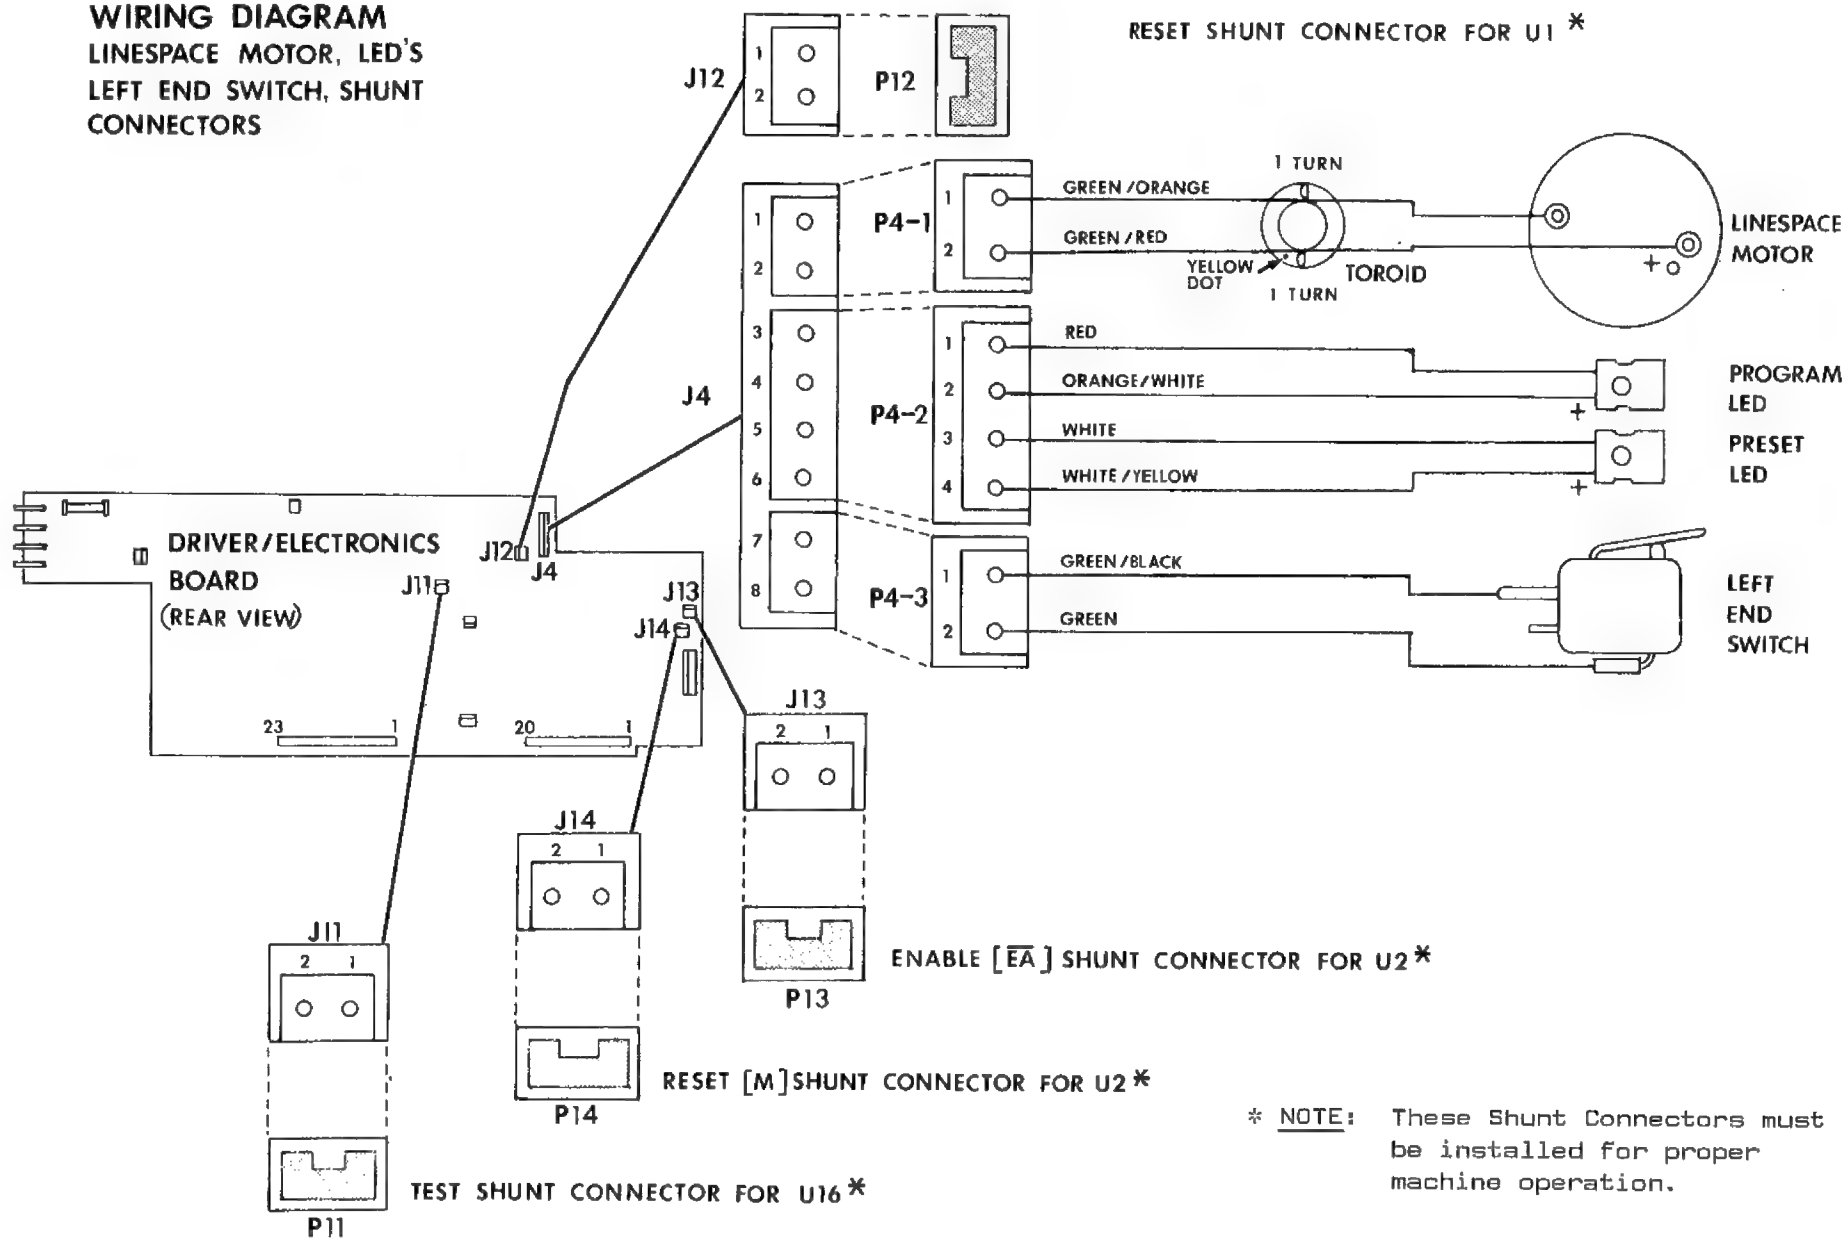 WIRING DIAGRAM
LINESPACE MOTOR, LED'S
LEFT END SWITCH, SHUNT
CONNECTORS
J12
1
2
P12
RESET SHUNT CONNECTOR FOR U1 *
J4
1
2
3
4
5
6
7
8
P4-1
1
2
GREEN/ORANGE
GREEN/RED
1 TURN
YELLOW
DOT
1 TURN
TOROID
+
LINESPACE
MOTOR
P4-2
1
2
3
4
RED
ORANGE/WHITE
WHITE
WHITE/YELLOW
+
PROGRAM
LED
+
PRESET
LED
P4-3
1
2
GREEN/BLACK
GREEN
LEFT
END
SWITCH
DRIVER/ELECTRONICS
BOARD
(REAR VIEW)
J12
J4
J11
J13
J14
23 1
20 1
J13
2 1
P13
ENABLE [E̅A̅] SHUNT CONNECTOR FOR U2 *
J14
2 1
P14
RESET [M] SHUNT CONNECTOR FOR U2 *
J11
2 1
P11
TEST SHUNT CONNECTOR FOR U16 *
* NOTE: These Shunt Connectors must
be installed for proper
machine operation.